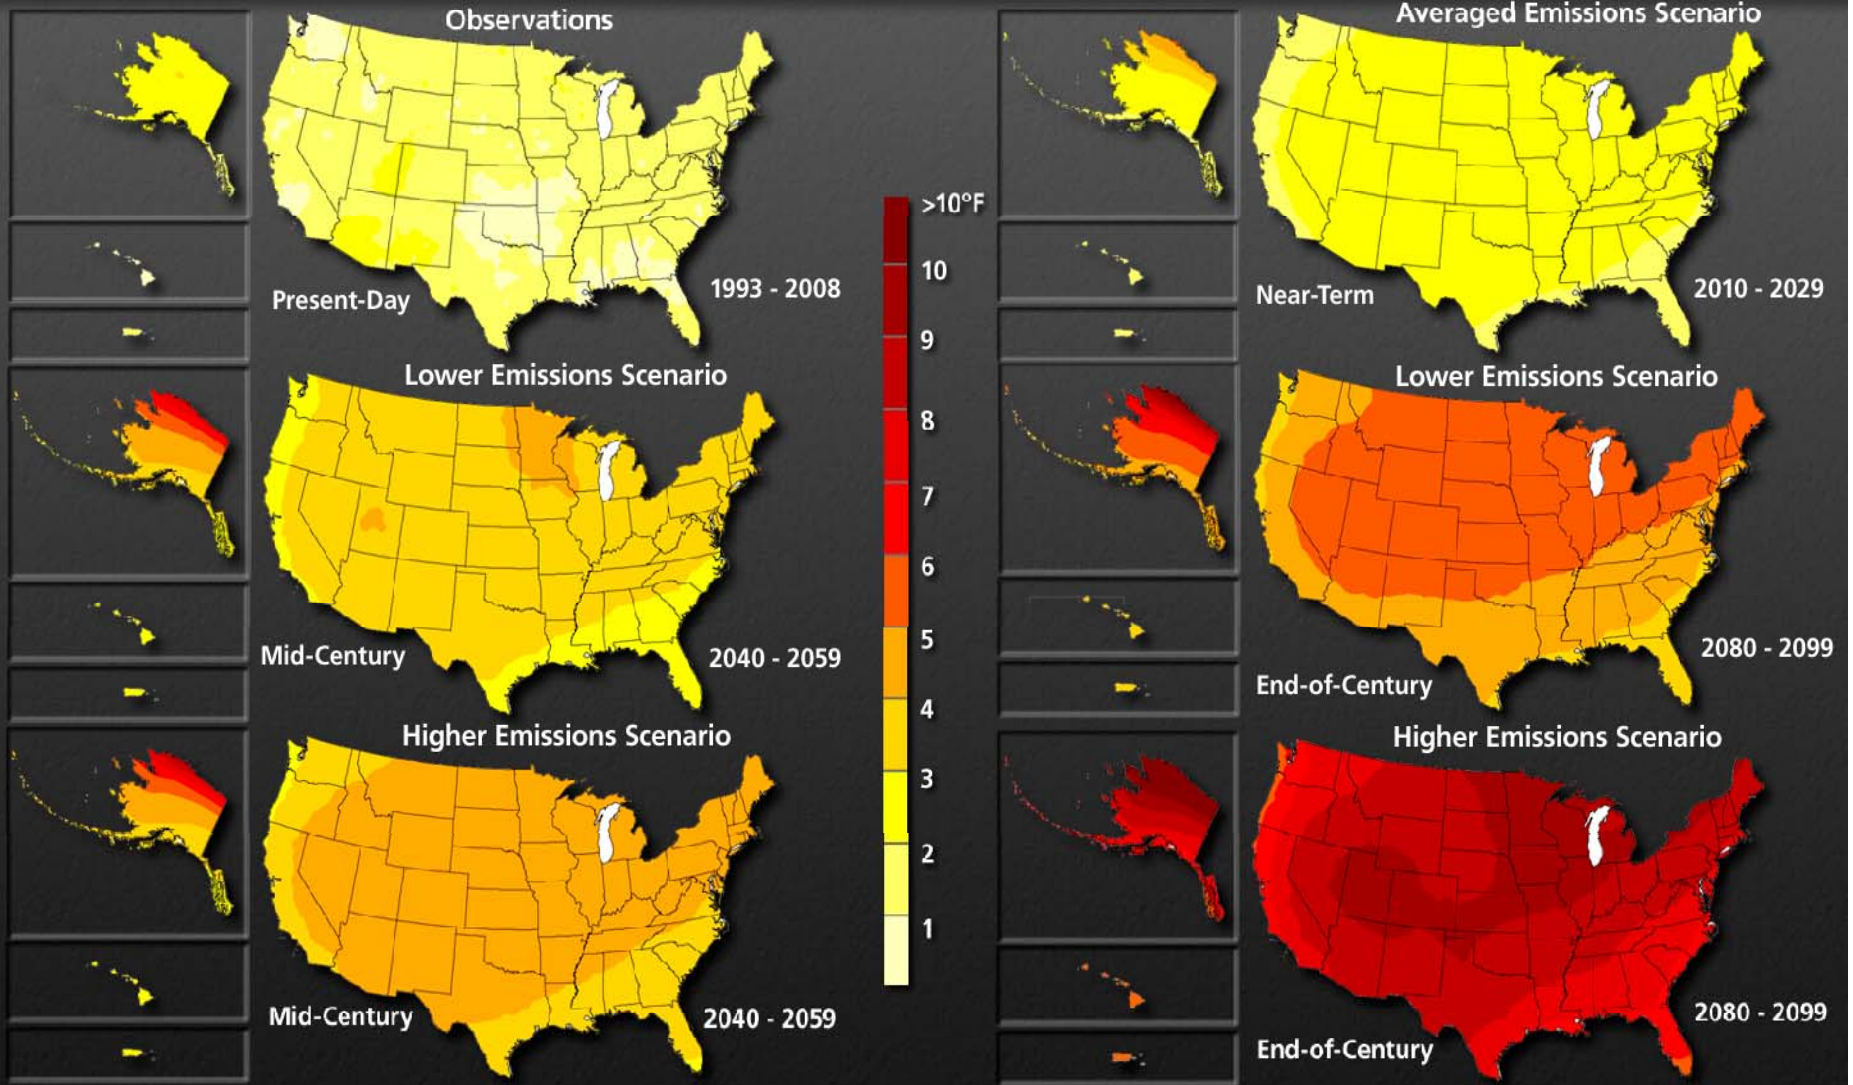 Observations
Present-Day
1993 - 2008
Averaged Emissions Scenario
Near-Term
2010 - 2029
>10°F
10
9
8
7
6
5
4
3
2
1
Lower Emissions Scenario
Mid-Century
2040 - 2059
Lower Emissions Scenario
End-of-Century
2080 - 2099
Higher Emissions Scenario
Mid-Century
2040 - 2059
Higher Emissions Scenario
End-of-Century
2080 - 2099